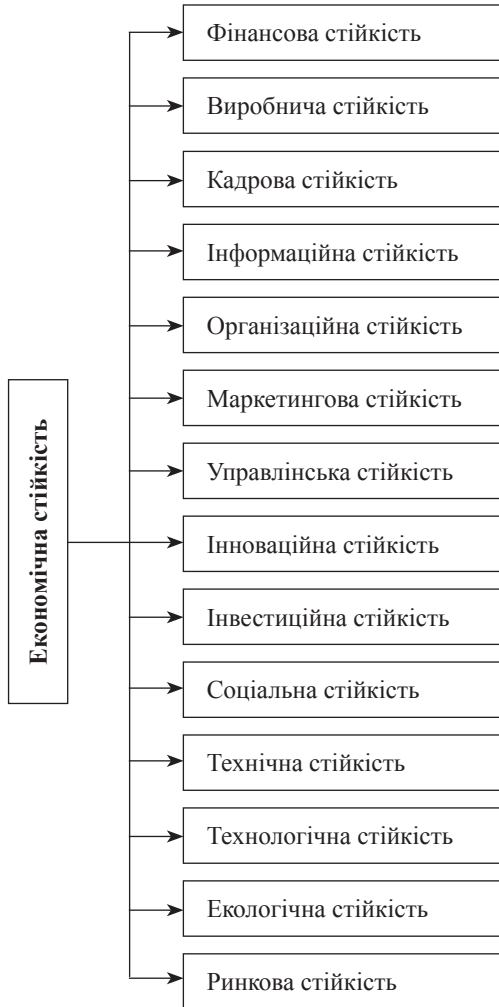 Економічна стійкість
Фінансова стійкість
Виробнича стійкість
Кадрова стійкість
Інформаційна стійкість
Організаційна стійкість
Маркетингова стійкість
Управлінська стійкість
Інноваційна стійкість
Інвестиційна стійкість
Соціальна стійкість
Технічна стійкість
Технологічна стійкість
Екологічна стійкість
Ринкова стійкість